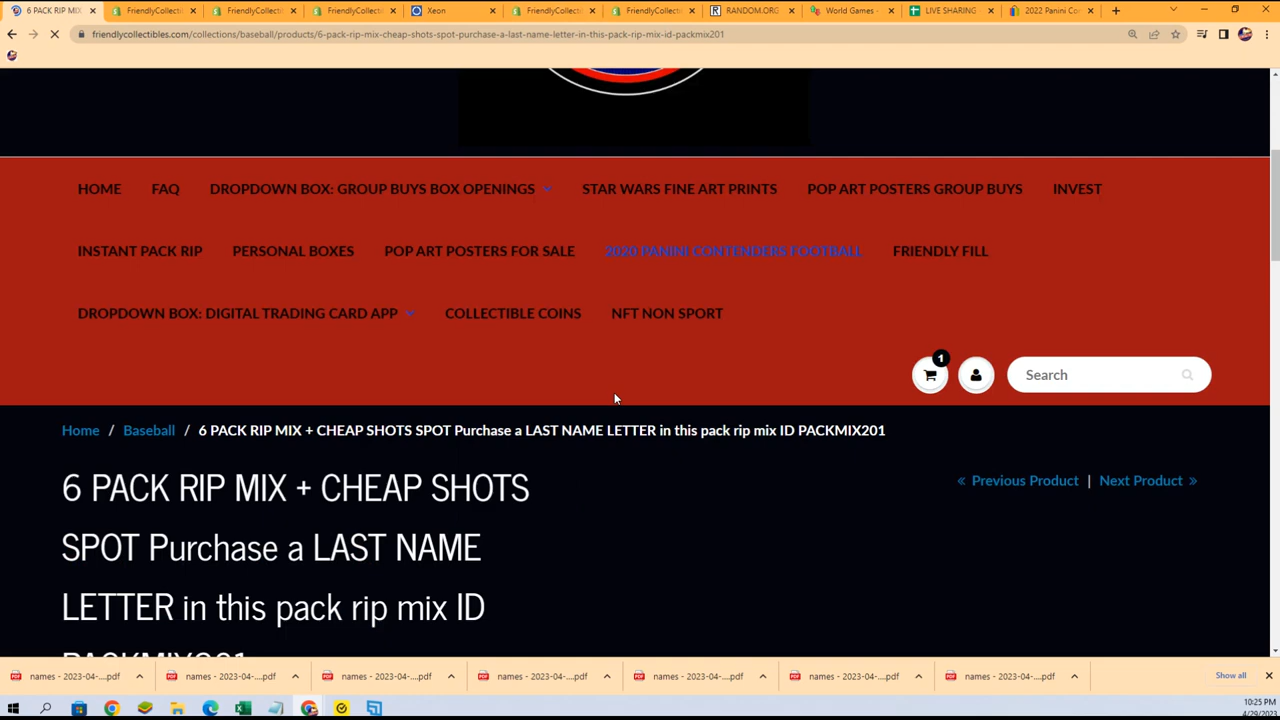 6 PACK RIP MIX
FriendlyCollecti
FriendlyCollecti
FriendlyCollecti
Xeon
FriendlyCollecti
FriendlyCollecti
RANDOM.ORG
World Games -
LIVE SHARING
2022 Panini Co
friendlycollectibles.com/collections/baseball/products/6-pack-rip-mix-cheap-shots-spot-purchase-a-last-name-letter-in-this-pack-rip-mix-id-packmix201
HOME FAQ DROPDOWN BOX: GROUP BUYS BOX OPENINGS STAR WARS FINE ART PRINTS POP ART POSTERS GROUP BUYS INVEST
INSTANT PACK RIP PERSONAL BOXES POP ART POSTERS FOR SALE 2020 PANINI CONTENDERS FOOTBALL FRIENDLY FILL
DROPDOWN BOX: DIGITAL TRADING CARD APP COLLECTIBLE COINS NFT NON SPORT
1
Search
Home / Baseball / 6 PACK RIP MIX + CHEAP SHOTS SPOT Purchase a LAST NAME LETTER in this pack rip mix ID PACKMIX201
« Previous Product | Next Product »
6 PACK RIP MIX + CHEAP SHOTS
SPOT Purchase a LAST NAME
LETTER in this pack rip mix ID
PACKMIX201
names - 2023-04-....pdf
names - 2023-04-....pdf
names - 2023-04-....pdf
names - 2023-04-....pdf
names - 2023-04-....pdf
names - 2023-04-....pdf
names - 2023-04-....pdf
Show all
10:25 PM
4/29/2023